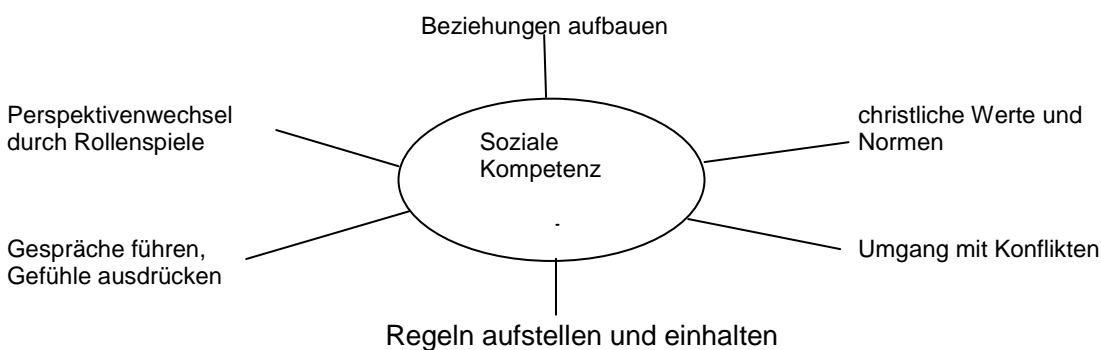 Beziehungen aufbauen
Perspektivenwechsel
durch Rollenspiele
christliche Werte und
Normen
Soziale
Kompetenz
-
Gespräche führen,
Gefühle ausdrücken
Umgang mit Konflikten
Regeln aufstellen und einhalten